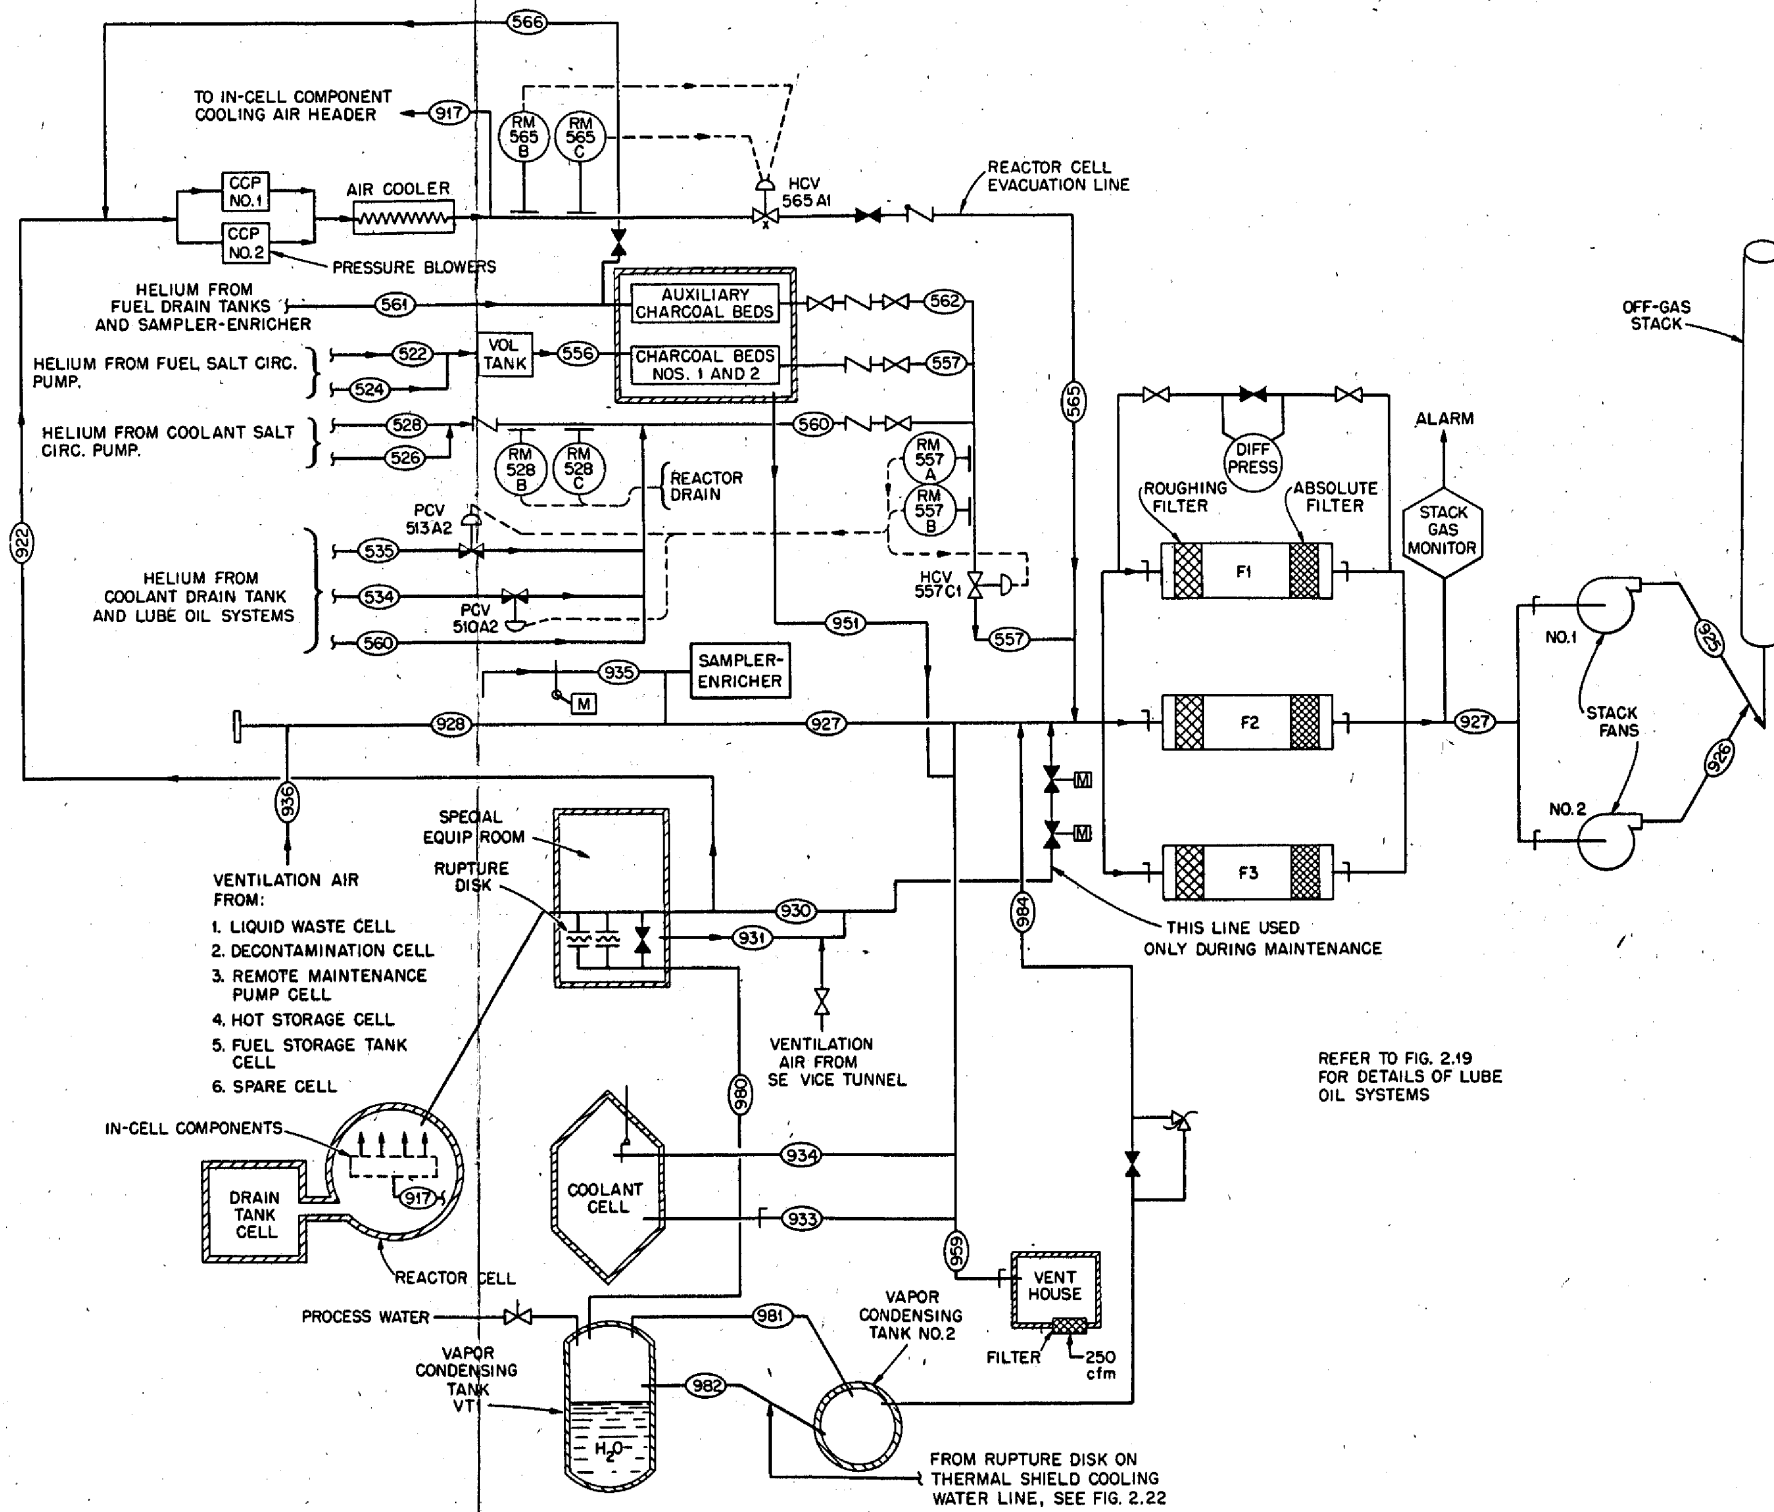 566
TO IN-CELL COMPONENT
COOLING AIR HEADER
917
RM
565
B
RM
565
C
HCV
565 A1
REACTOR CELL
EVACUATION LINE
CCP
NO.1
CCP
NO.2
AIR COOLER
PRESSURE BLOWERS
HELIUM FROM
FUEL DRAIN TANKS
AND SAMPLER-ENRICHER
561
AUXILIARY
CHARCOAL BEDS
562
HELIUM FROM FUEL SALT CIRC.
PUMP.
522
524
VOL
TANK
556
CHARCOAL BEDS
NOS. 1 AND 2
557
565
OFF-GAS
STACK
HELIUM FROM COOLANT SALT
CIRC. PUMP.
528
526
560
RM
528
B
RM
528
C
REACTOR
DRAIN
RM
557
A
RM
557
B
DIFF
PRESS
ALARM
ROUGHING
FILTER
ABSOLUTE
FILTER
STACK
GAS
MONITOR
922
PCV
513A2
HELIUM FROM
COOLANT DRAIN TANK
AND LUBE OIL SYSTEMS
535
534
PCV
510A2
560
HCV
557C1
F1
951
557
935
M
SAMPLER-
ENRICHER
NO.1
925
928
927
F2
927
STACK
FANS
926
936
M
M
NO.2
SPECIAL
EQUIP ROOM
RUPTURE
DISK
F3
VENTILATION AIR
FROM:
1. LIQUID WASTE CELL
2. DECONTAMINATION CELL
3. REMOTE MAINTENANCE
PUMP CELL
4. HOT STORAGE CELL
5. FUEL STORAGE TANK
CELL
6. SPARE CELL
930
931
984
THIS LINE USED
ONLY DURING MAINTENANCE
VENTILATION
AIR FROM
SE VICE TUNNEL
REFER TO FIG. 2.19
FOR DETAILS OF LUBE
OIL SYSTEMS
980
IN-CELL COMPONENTS
917
DRAIN
TANK
CELL
REACTOR CELL
COOLANT
CELL
934
933
959
VENT
HOUSE
FILTER
250
cfm
PROCESS WATER
981
VAPOR
CONDENSING
TANK NO.2
VAPOR
CONDENSING
TANK
VT1
982
H2O
FROM RUPTURE DISK ON
THERMAL SHIELD COOLING
WATER LINE, SEE FIG. 2.22